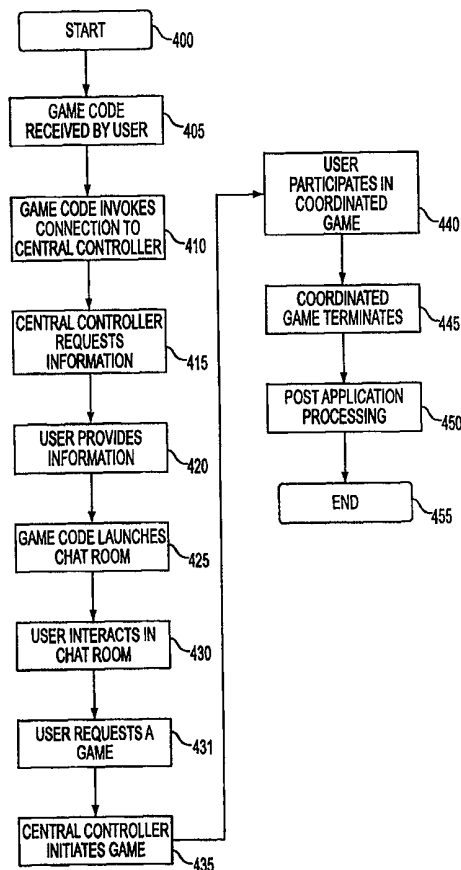 START
400
GAME CODE
RECEIVED BY USER
405
GAME CODE INVOKES
CONNECTION TO
CENTRAL CONTROLLER
410
CENTRAL CONTROLLER
REQUESTS
INFORMATION
415
USER PROVIDES
INFORMATION
420
GAME CODE LAUNCHES
CHAT ROOM
425
USER INTERACTS IN
CHAT ROOM
430
USER REQUESTS A
GAME
431
CENTRAL CONTROLLER
INITIATES GAME
435
USER
PARTICIPATES IN
COORDINATED
GAME
440
COORDINATED
GAME TERMINATES
445
POST APPLICATION
PROCESSING
450
END
455